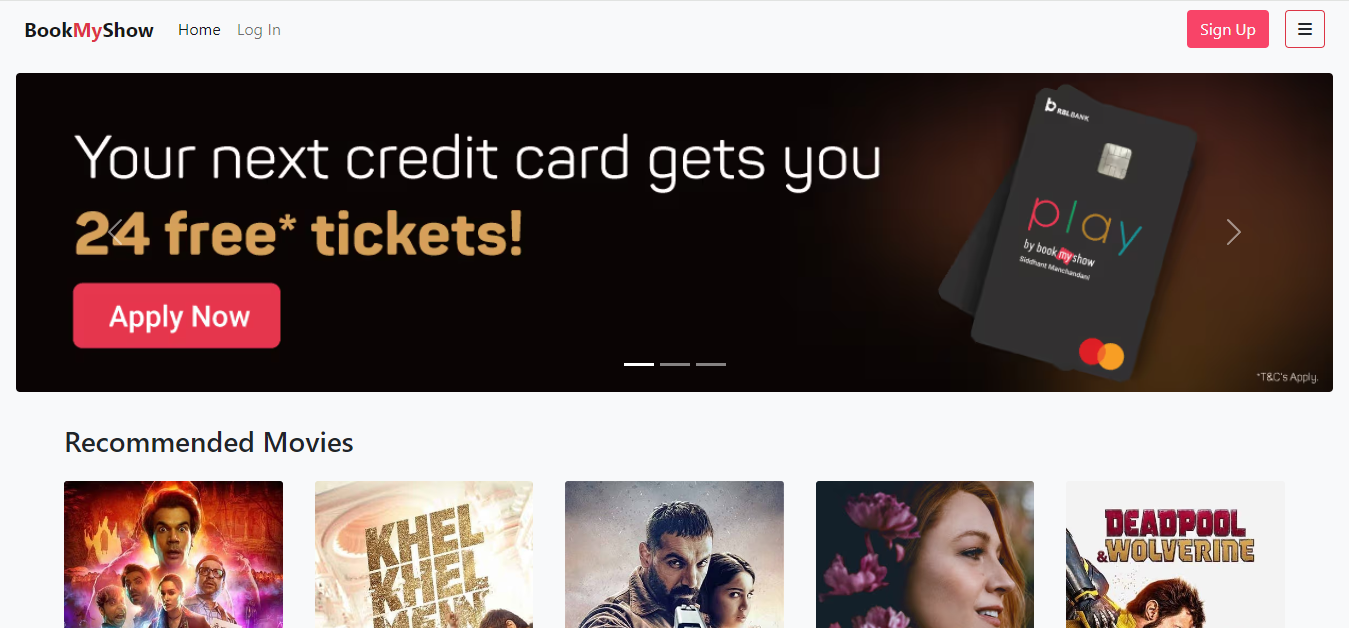 BookMyShow Home Log In Sign Up
Your next credit card gets you
24 free* tickets!
Apply Now
RBL BANK
play
by book my show
Siddhant Manchandani
*T&C's Apply.
Recommended Movies
KHEL
KHEL
MEIN
DEADPOOL
&WOLVERINE